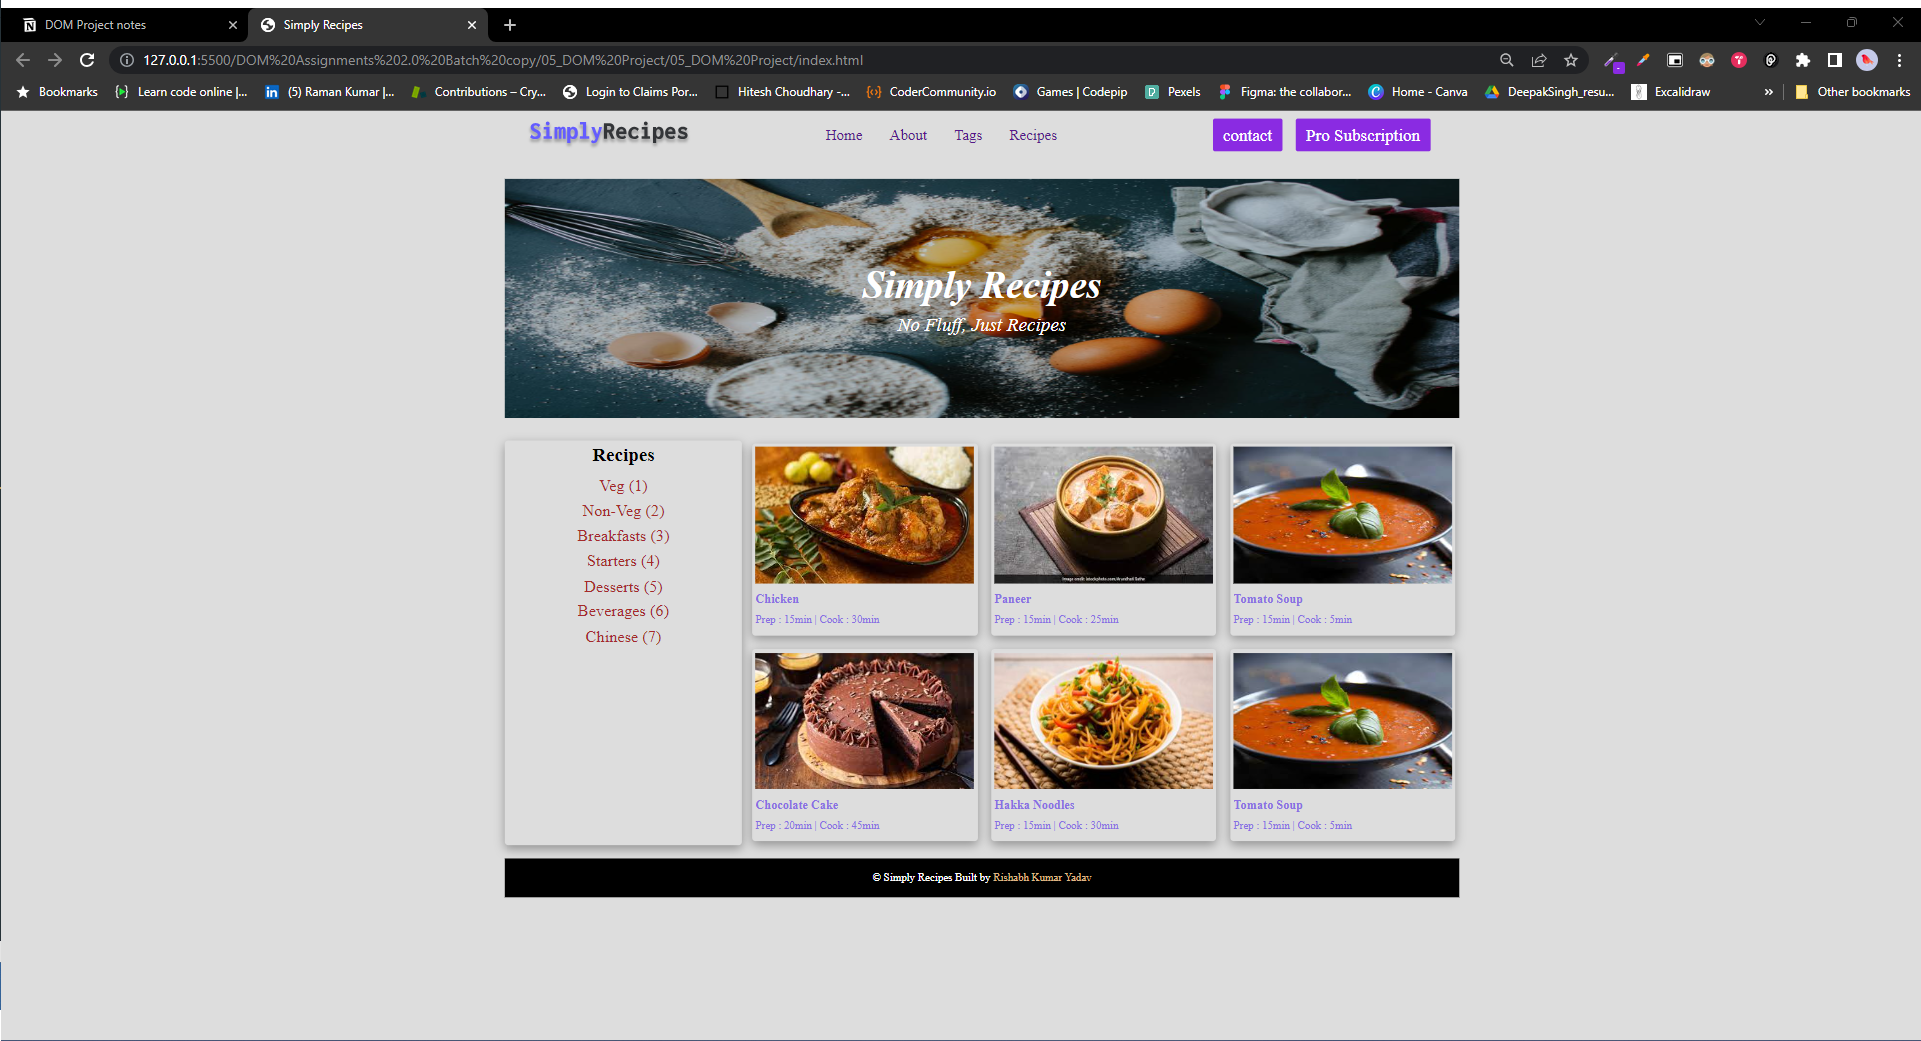 DOM Project notes
Simply Recipes
127.0.0.1:5500/DOM%20Assignments%202.0%20Batch%20copy/05_DOM%20Project/05_DOM%20Project/index.html
Bookmarks
Learn code online |...
(5) Raman Kumar |...
Contributions – Cry...
Login to Claims Por...
Hitesh Choudhary -...
CoderCommunity.io
Games | Codepip
Pexels
Figma: the collabor...
Home - Canva
DeepakSingh_resu...
Excalidraw
»
Other bookmarks
SimplyRecipes
Home
About
Tags
Recipes
contact
Pro Subscription
Simply Recipes
No Fluff, Just Recipes
Recipes
Veg (1)
Non-Veg (2)
Breakfasts (3)
Starters (4)
Desserts (5)
Beverages (6)
Chinese (7)
Chicken
Prep : 15min | Cook : 30min
Paneer
Prep : 15min | Cook : 25min
Tomato Soup
Prep : 15min | Cook : 5min
Chocolate Cake
Prep : 20min | Cook : 45min
Hakka Noodles
Prep : 15min | Cook : 30min
Tomato Soup
Prep : 15min | Cook : 5min
© Simply Recipes Built by Rishabh Kumar Yadav